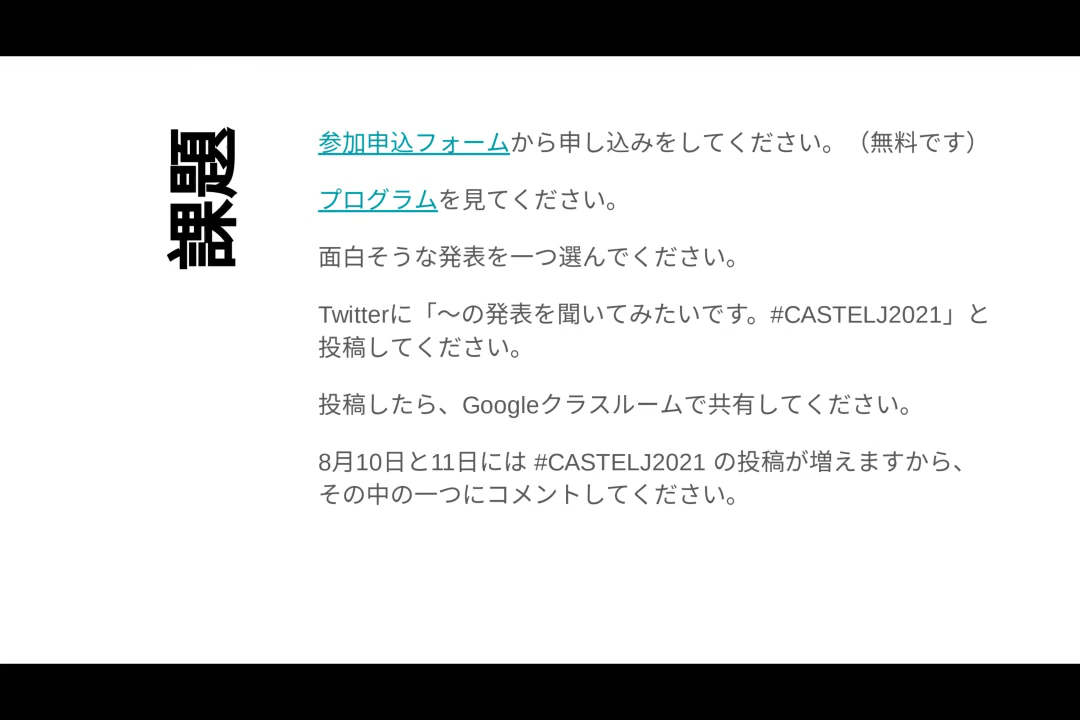 課題
参加申込フォームから申し込みをしてください。（無料です）
プログラムを見てください。
面白そうな発表を一つ選んでください。
Twitterに「～の発表を聞いてみたいです。#CASTELJ2021」と
投稿してください。
投稿したら、Googleクラスルームで共有してください。
8月10日と11日には #CASTELJ2021 の投稿が増えますから、
その中の一つにコメントしてください。